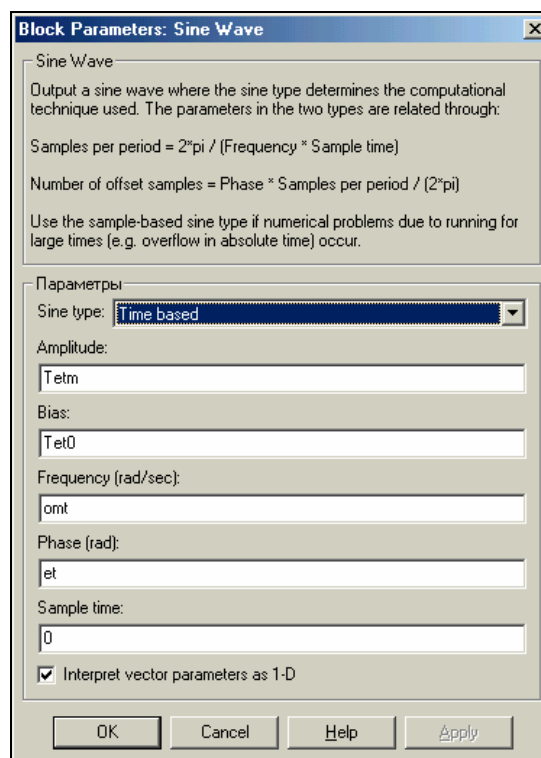 Block Parameters: Sine Wave
Sine Wave
Output a sine wave where the sine type determines the computational
technique used. The parameters in the two types are related through:
Samples per period = 2*pi / (Frequency * Sample time)
Number of offset samples = Phase * Samples per period / (2*pi)
Use the sample-based sine type if numerical problems due to running for
large times (e.g. overflow in absolute time) occur.
Параметры
Sine type: Time based
Amplitude:
Tetm
Bias:
Tet0
Frequency (rad/sec):
omt
Phase (rad):
et
Sample time:
0
Interpret vector parameters as 1-D
OK Cancel Help Apply